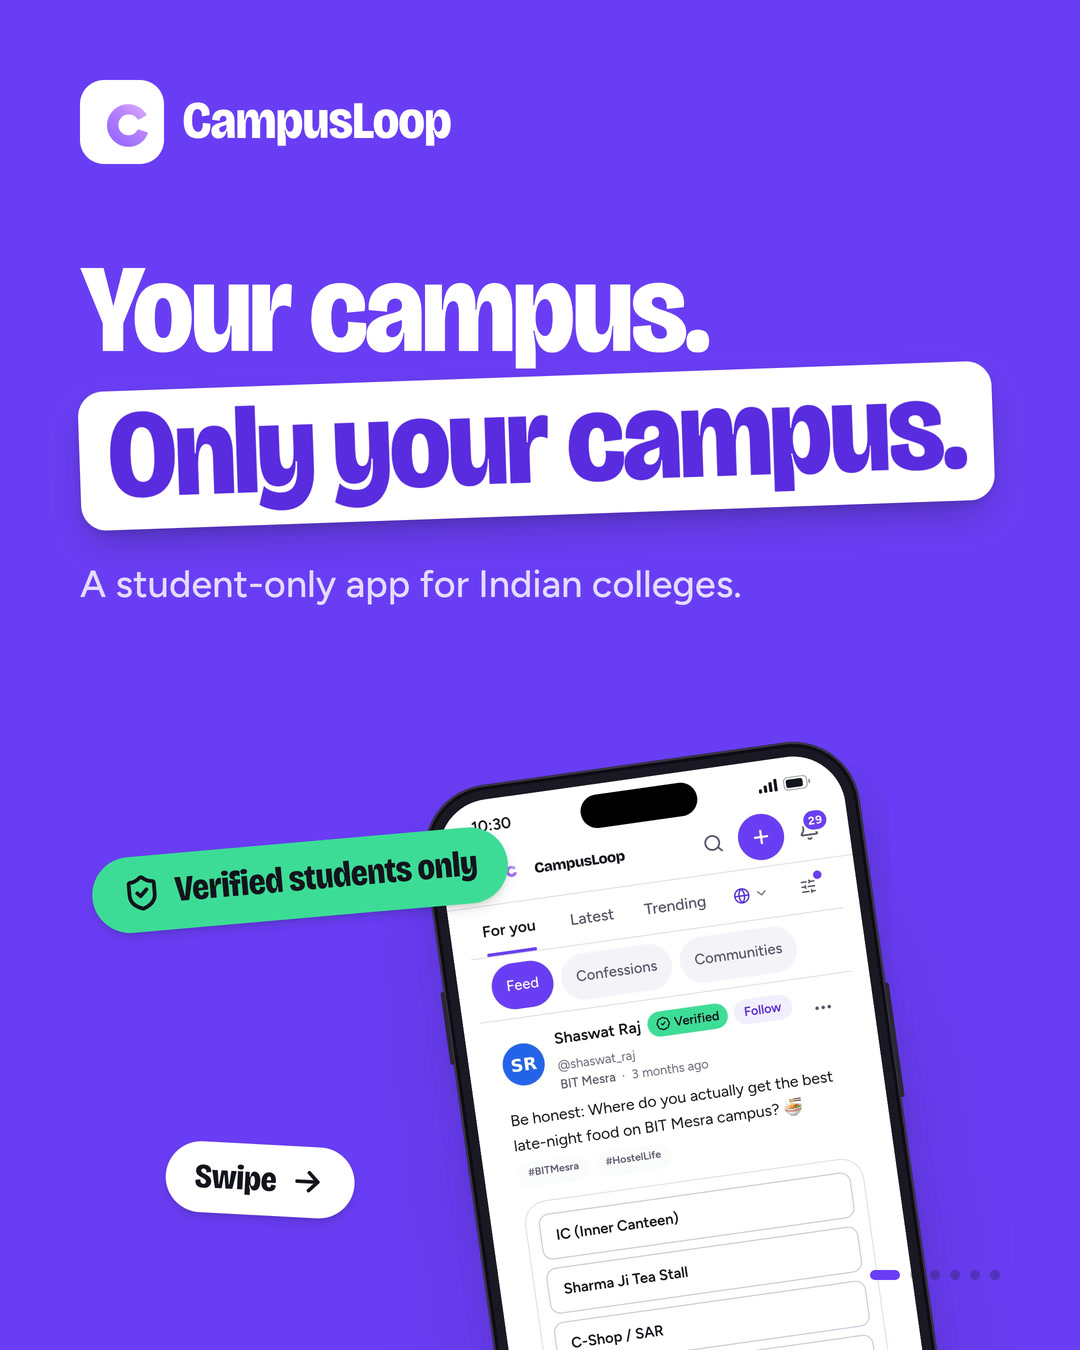 CampusLoop
Your campus.
Only your campus.
A student-only app for Indian colleges.
10:30
Verified students only
CampusLoop
29
For you
Latest
Trending
Feed
Confessions
Communities
SR
Shaswat Raj
Verified
Follow
@shaswat_raj
BIT Mesra · 3 months ago
Be honest: Where do you actually get the best
late-night food on BIT Mesra campus? 🍜
#BITMesra
#HostelLife
Swipe →
IC (Inner Canteen)
Sharma Ji Tea Stall
C-Shop / SAR